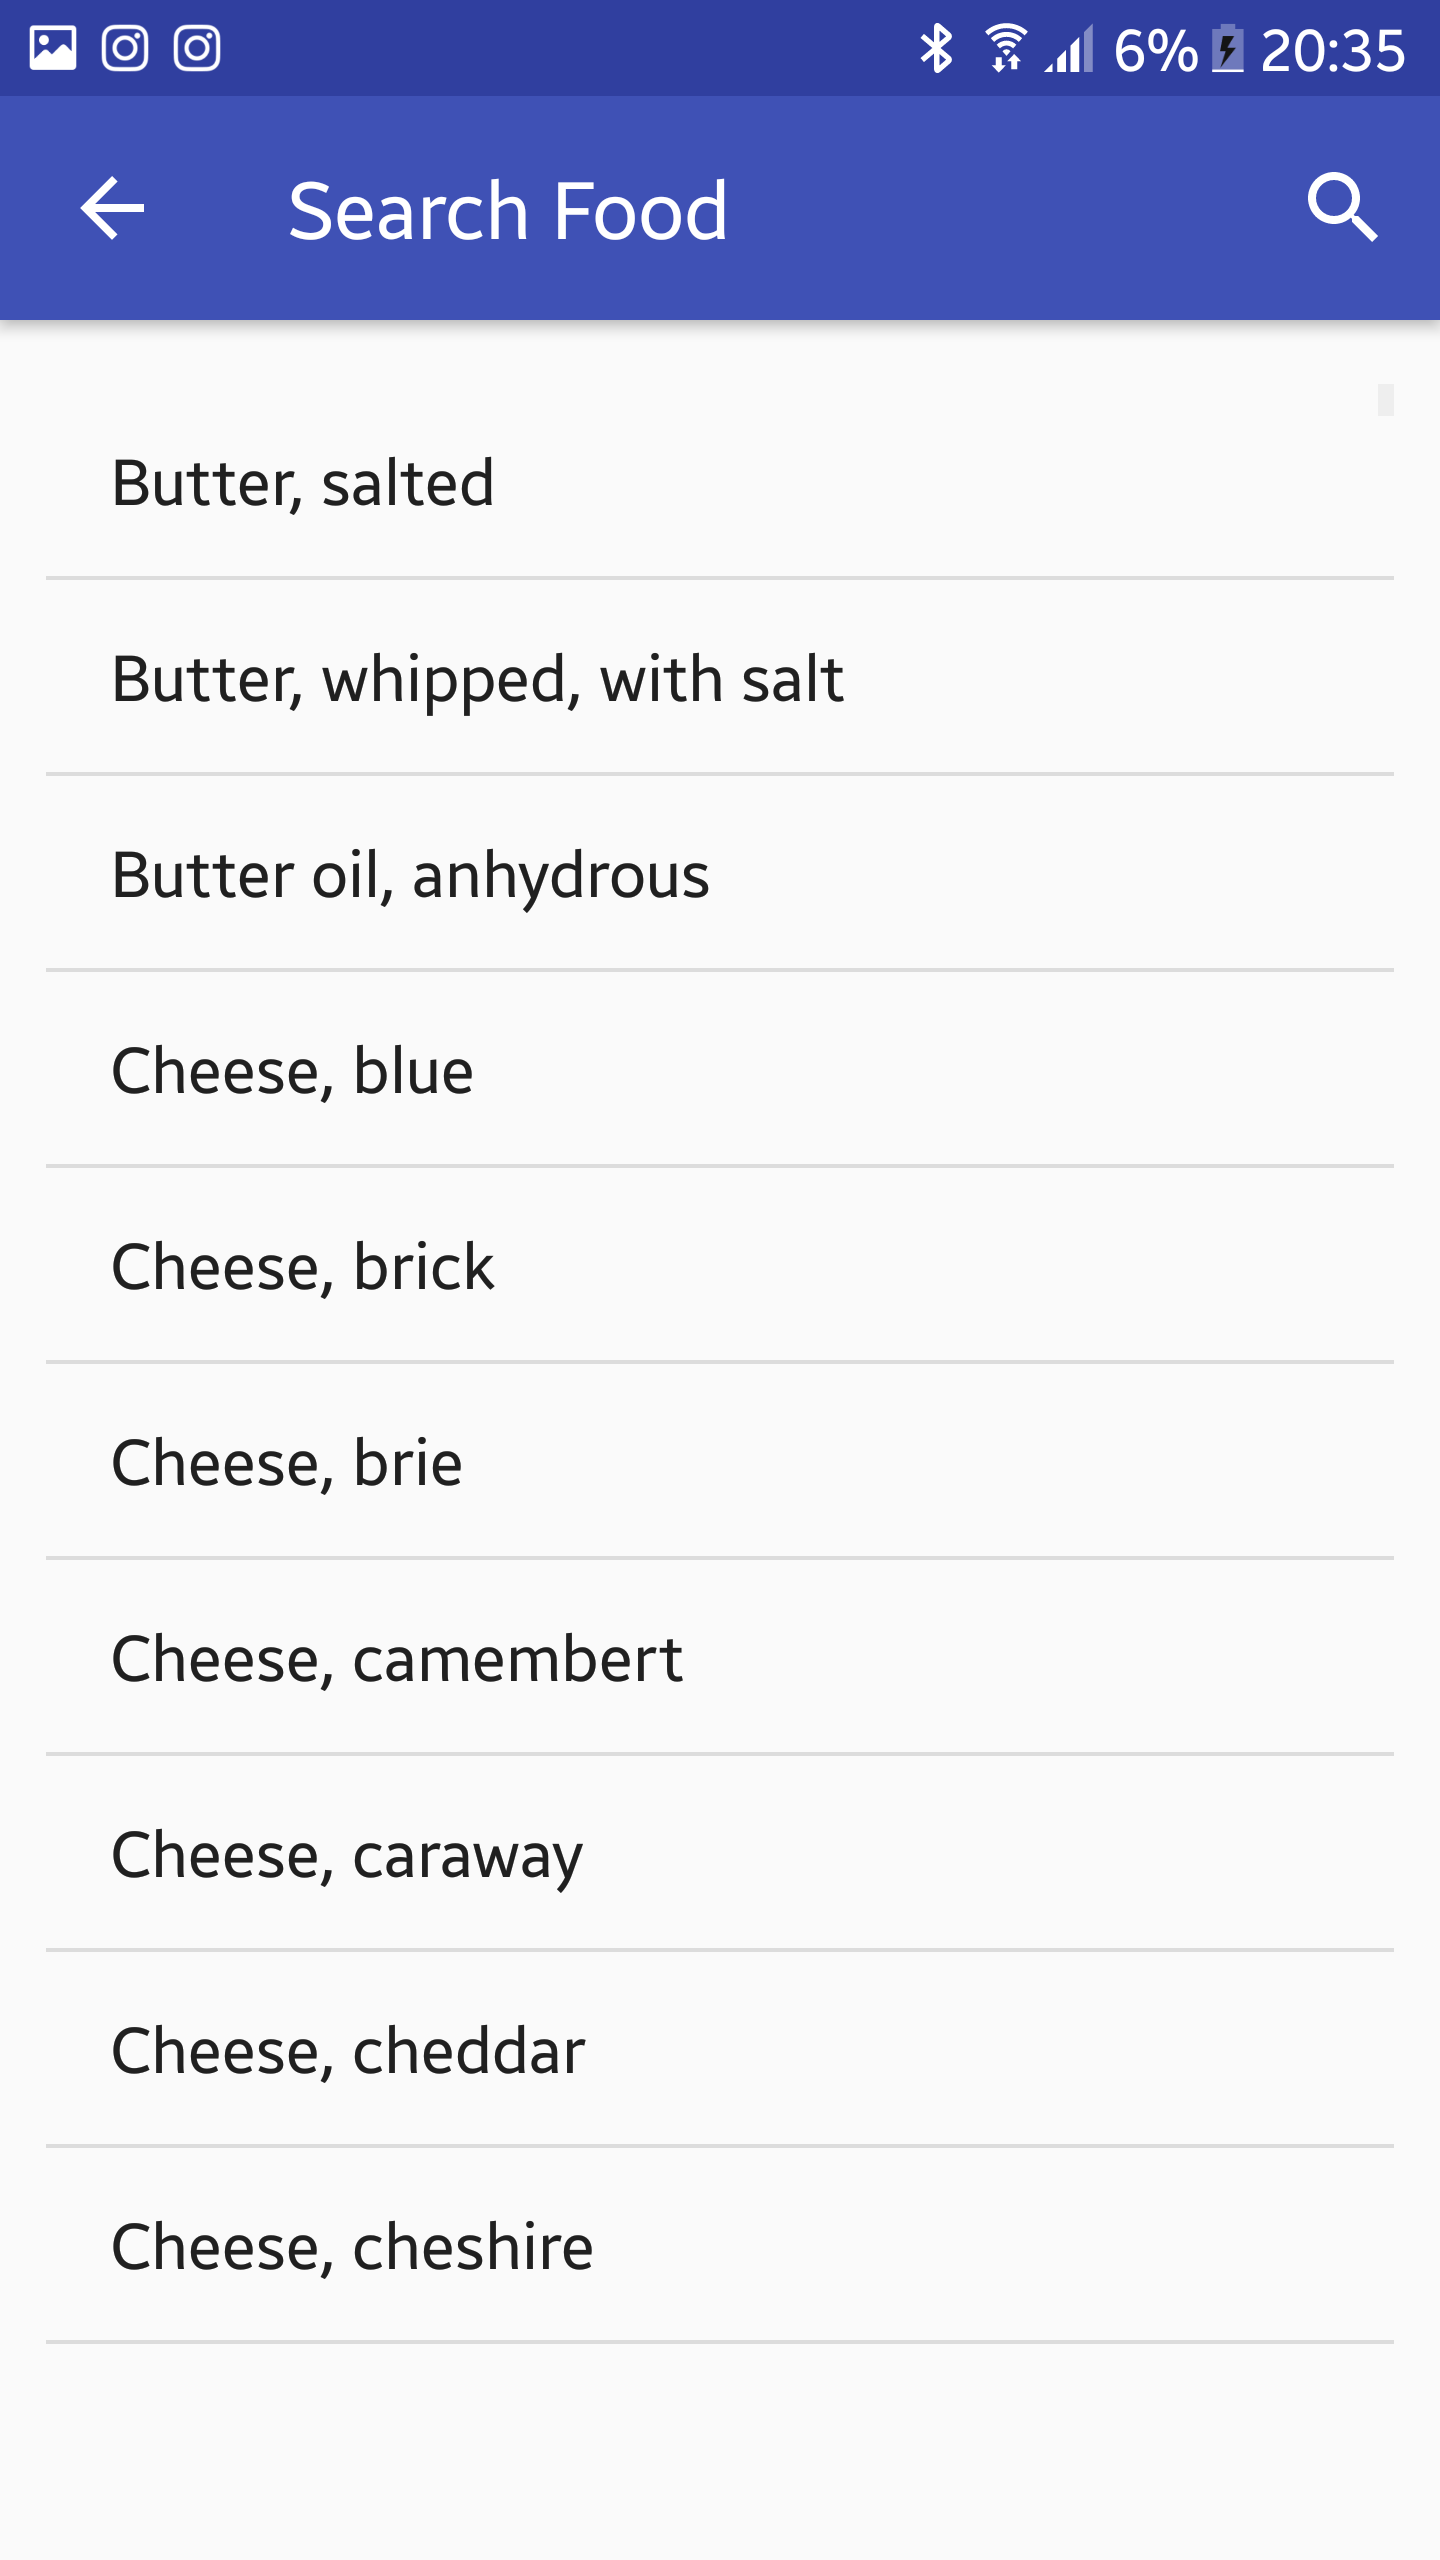 6% 20:35
Search Food
Butter, salted
Butter, whipped, with salt
Butter oil, anhydrous
Cheese, blue
Cheese, brick
Cheese, brie
Cheese, camembert
Cheese, caraway
Cheese, cheddar
Cheese, cheshire